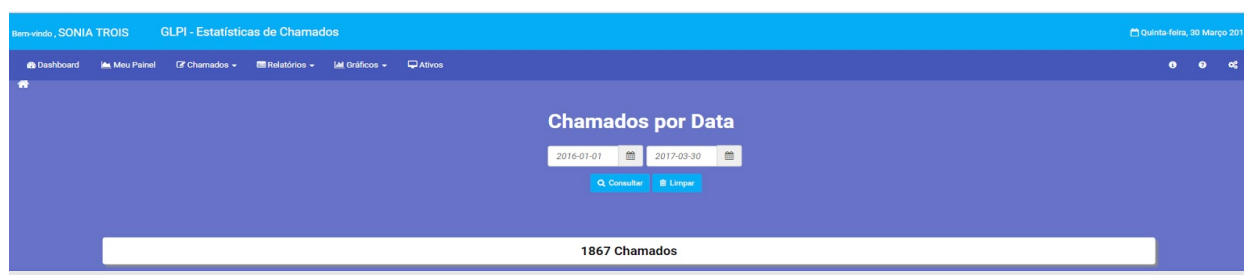 Bem-vindo , SONIA TROIS GLPI - Estatísticas de Chamados Quinta-feira, 30 Março 201
Dashboard Meu Painel Chamados Relatórios Gráficos Ativos
Chamados por Data
2016-01-01 2017-03-30
Consultar Limpar
1867 Chamados